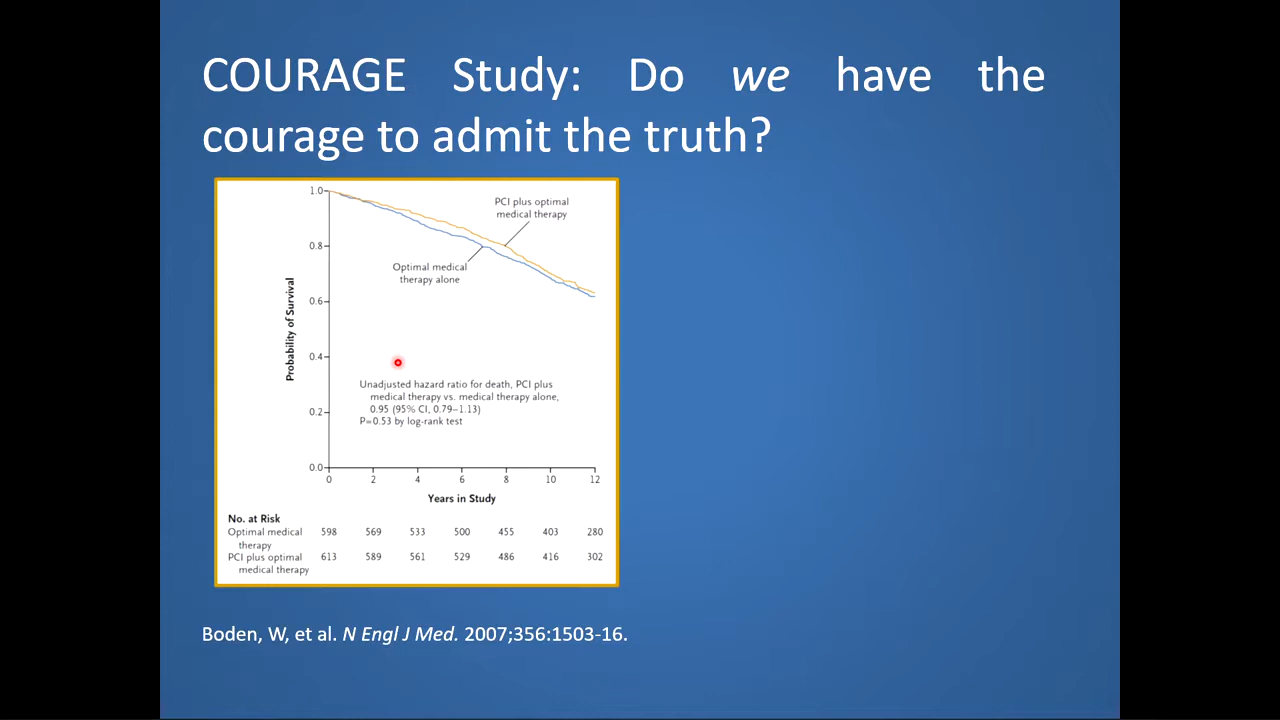 COURAGE Study: Do we have the
courage to admit the truth?
1.0
0.8
0.6
0.4
0.2
0.0
Probability of Survival
PCI plus optimal
medical therapy
Optimal medical
therapy alone
Unadjusted hazard ratio for death, PCI plus
medical therapy vs. medical therapy alone,
0.95 (95% CI, 0.79–1.13)
P=0.53 by log-rank test
0 2 4 6 8 10 12
Years in Study
No. at Risk
Optimal medical 598 569 533 500 455 403 280
therapy
PCI plus optimal 613 589 561 529 486 416 302
medical therapy
Boden, W, et al. N Engl J Med. 2007;356:1503-16.